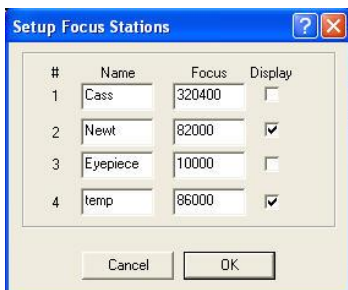 Setup Focus Stations
# Name Focus Display
1 Cass 320400
2 Newt 82000
3 Eyepiece 10000
4 temp 86000
Cancel OK